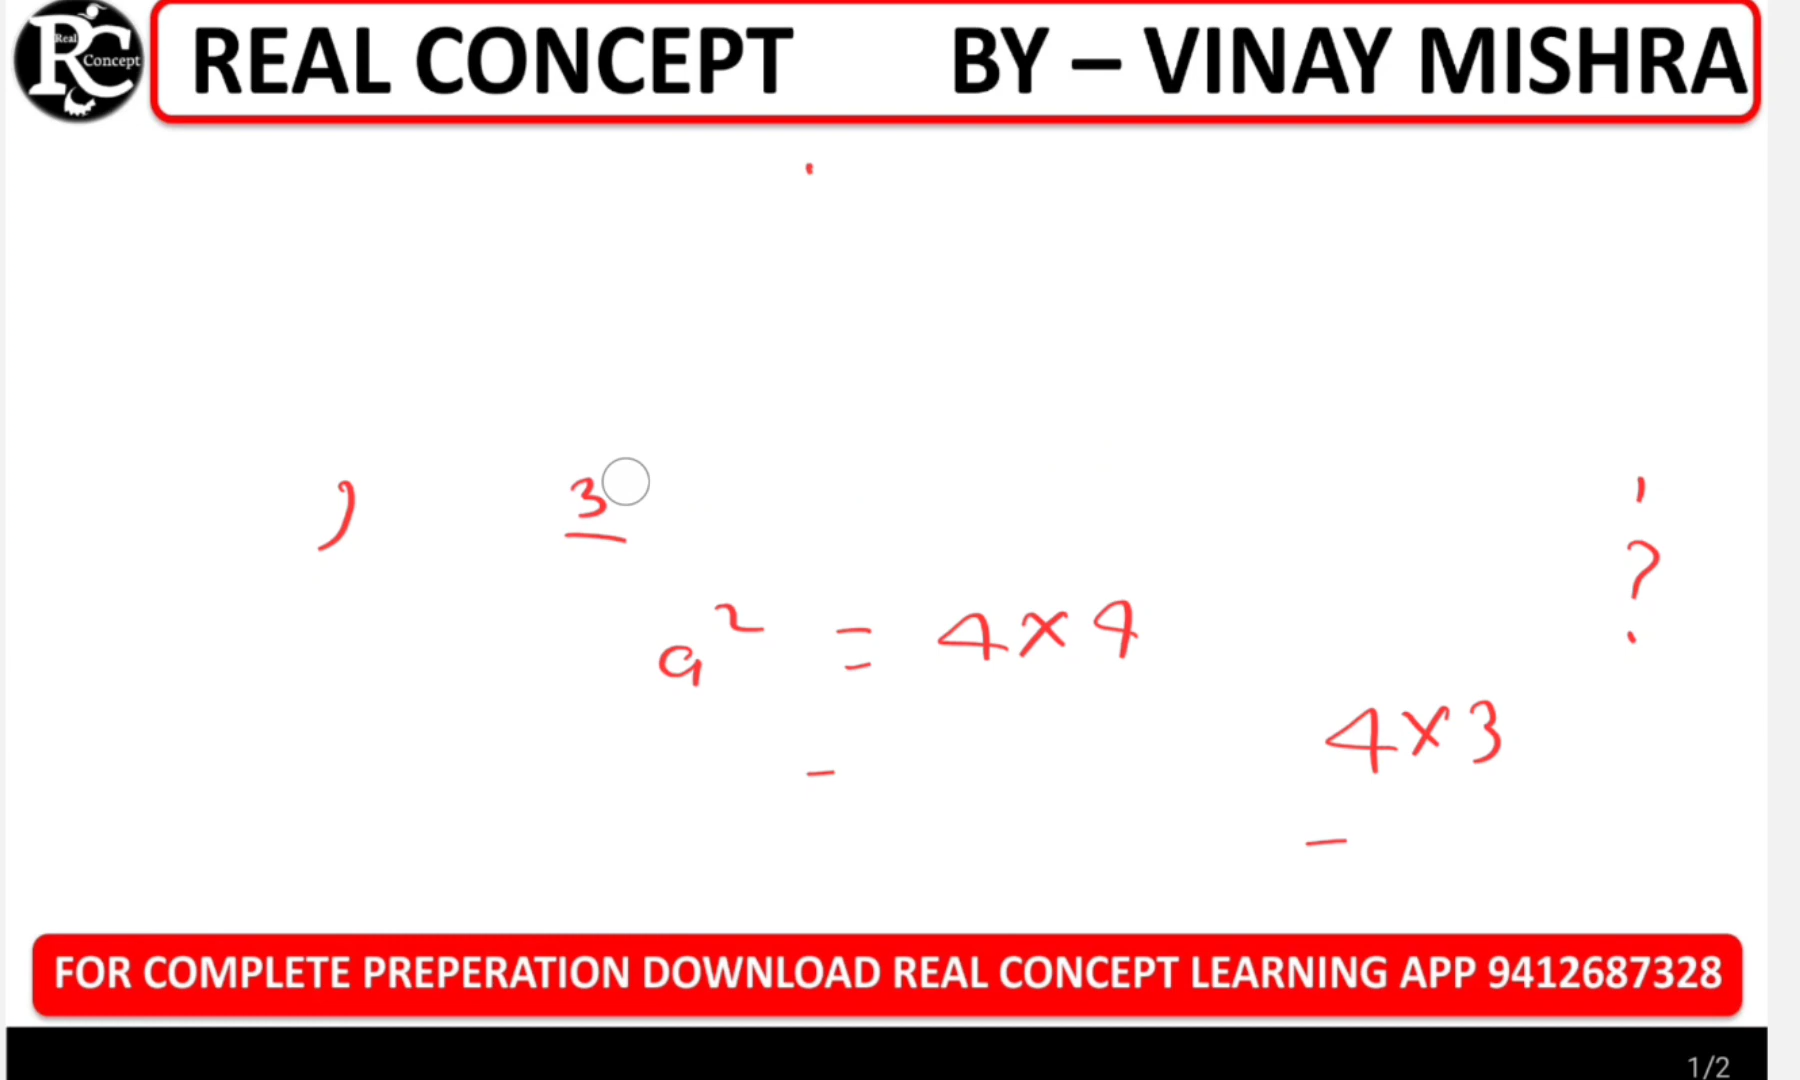 Real
Concept
REAL CONCEPT BY – VINAY MISHRA
) 3
?
a² = 4×4
4×3
–
–
FOR COMPLETE PREPERATION DOWNLOAD REAL CONCEPT LEARNING APP 9412687328
1/2